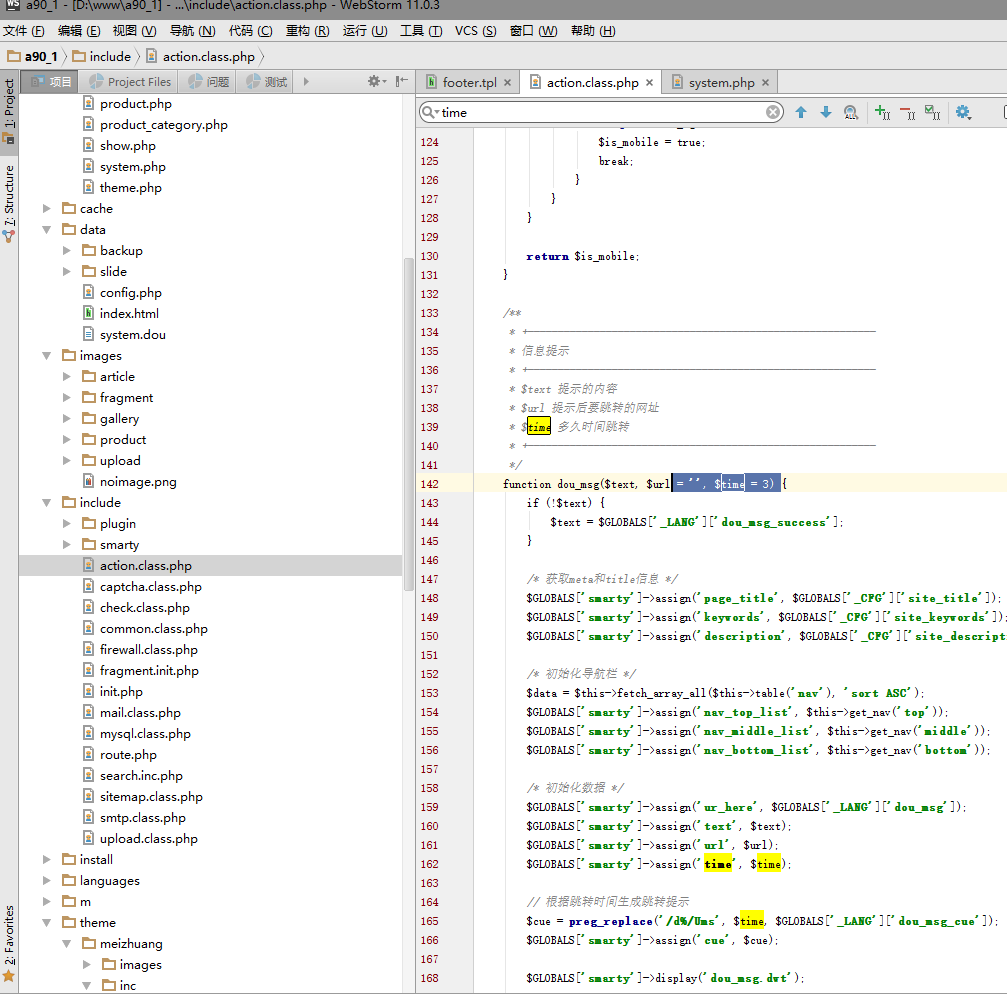 a90_1 - [D:\www\a90_1] - ...\include\action.class.php - WebStorm 11.0.3
文件 (F) 编辑 (E) 视图 (V) 导航 (N) 代码 (C) 重构 (R) 运行 (U) 工具 (T) VCS (S) 窗口 (W) 帮助 (H)
a90_1 include action.class.php
1: Project
7: Structure
2: Favorites
项目 Project Files 问题 测试
product.php
product_category.php
show.php
system.php
theme.php
cache
data
backup
slide
config.php
index.html
system.dou
images
article
fragment
gallery
product
upload
noimage.png
include
plugin
smarty
action.class.php
captcha.class.php
check.class.php
common.class.php
firewall.class.php
fragment.init.php
init.php
mail.class.php
mysql.class.php
route.php
search.inc.php
sitemap.class.php
smtp.class.php
upload.class.php
install
languages
m
theme
meizhuang
images
inc
footer.tpl action.class.php system.php
time
124 $is_mobile = true;
125 break;
126 }
127 }
128 }
129
130 return $is_mobile;
131 }
132
133 /**
134 * +
135 * 信息提示
136 * +
137 * $text 提示的内容
138 * $url 提示后要跳转的网址
139 * $time 多久时间跳转
140 * +
141 */
142 function dou_msg($text, $url = '', $time = 3) {
143 if (!$text) {
144 $text = $GLOBALS['_LANG']['dou_msg_success'];
145 }
146
147 /* 获取meta和title信息 */
148 $GLOBALS['smarty']->assign('page_title', $GLOBALS['_CFG']['site_title']);
149 $GLOBALS['smarty']->assign('keywords', $GLOBALS['_CFG']['site_keywords']);
150 $GLOBALS['smarty']->assign('description', $GLOBALS['_CFG']['site_descripti
151
152 /* 初始化导航栏 */
153 $data = $this->fetch_array_all($this->table('nav'), 'sort ASC');
154 $GLOBALS['smarty']->assign('nav_top_list', $this->get_nav('top'));
155 $GLOBALS['smarty']->assign('nav_middle_list', $this->get_nav('middle'));
156 $GLOBALS['smarty']->assign('nav_bottom_list', $this->get_nav('bottom'));
157
158 /* 初始化数据 */
159 $GLOBALS['smarty']->assign('ur_here', $GLOBALS['_LANG']['dou_msg']);
160 $GLOBALS['smarty']->assign('text', $text);
161 $GLOBALS['smarty']->assign('url', $url);
162 $GLOBALS['smarty']->assign('time', $time);
163
164 // 根据跳转时间生成跳转提示
165 $cue = preg_replace('/d%/Ums', $time, $GLOBALS['_LANG']['dou_msg_cue']);
166 $GLOBALS['smarty']->assign('cue', $cue);
167
168 $GLOBALS['smarty']->display('dou_msg.dwt');